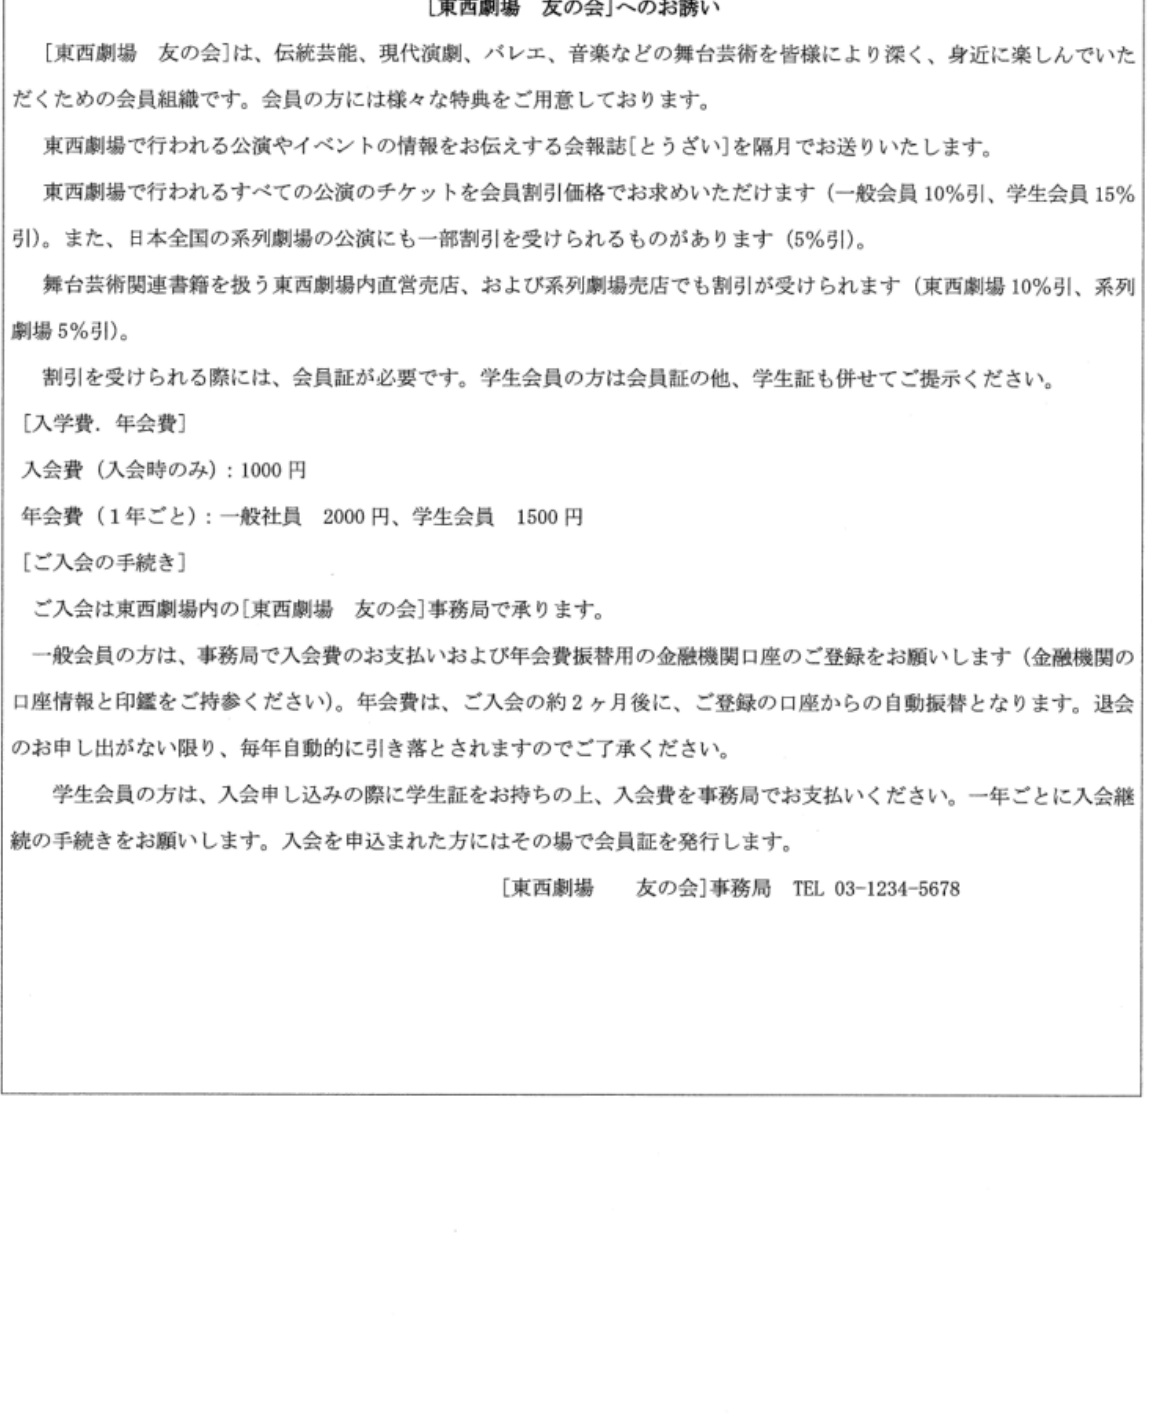 [東西劇場　友の会]へのお誘い
[東西劇場　友の会]は、伝統芸能、現代演劇、バレエ、音楽などの舞台芸術を皆様により深く、身近に楽しんでいた
だくための会員組織です。会員の方には様々な特典をご用意しております。
東西劇場で行われる公演やイベントの情報をお伝えする会報誌[とうざい]を隔月でお送りいたします。
東西劇場で行われるすべての公演のチケットを会員割引価格でお求めいただけます（一般会員 10%引、学生会員 15%
引）。また、日本全国の系列劇場の公演にも一部割引を受けられるものがあります（5%引）。
舞台芸術関連書籍を扱う東西劇場内直営売店、および系列劇場売店でも割引が受けられます（東西劇場 10%引、系列
劇場 5%引）。
割引を受けられる際には、会員証が必要です。学生会員の方は会員証の他、学生証も併せてご提示ください。
[入学費．年会費]
入会費（入会時のみ）: 1000 円
年会費（１年ごと）: 一般社員　2000 円、学生会員　1500 円
[ご入会の手続き]
ご入会は東西劇場内の[東西劇場　友の会]事務局で承ります。
一般会員の方は、事務局で入会費のお支払いおよび年会費振替用の金融機関口座のご登録をお願いします（金融機関の
口座情報と印鑑をご持参ください）。年会費は、ご入会の約 2 ヶ月後に、ご登録の口座からの自動振替となります。退会
のお申し出がない限り、毎年自動的に引き落とされますのでご了承ください。
学生会員の方は、入会申し込みの際に学生証をお持ちの上、入会費を事務局でお支払いください。一年ごとに入会継
続の手続きをお願いします。入会を申込まれた方にはその場で会員証を発行します。
[東西劇場　　友の会]事務局　TEL 03-1234-5678